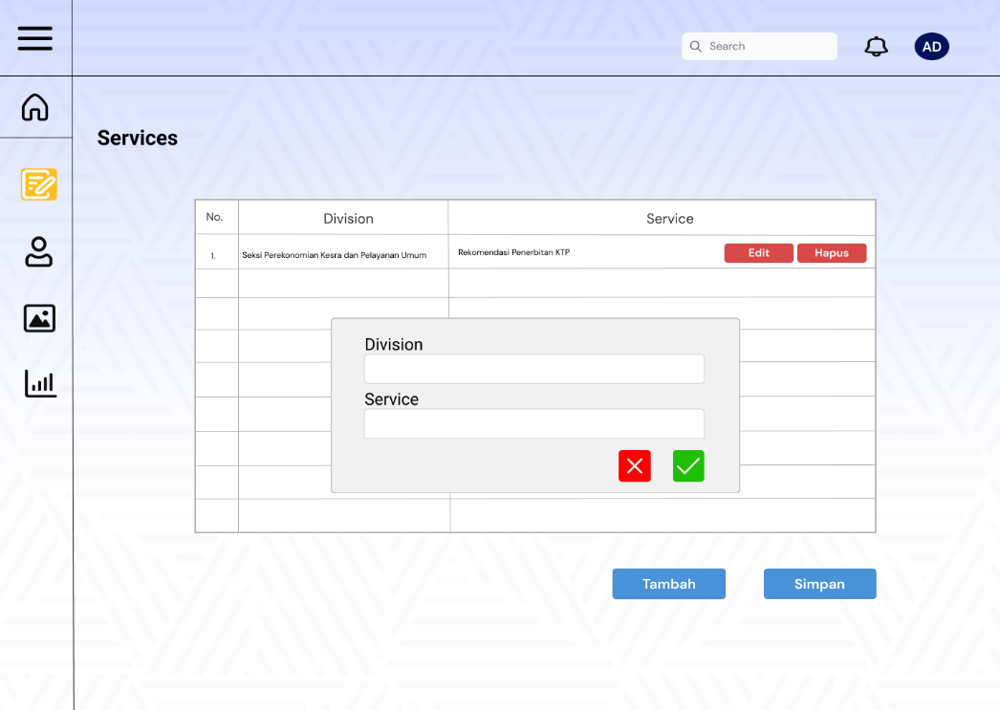 Search
AD
Services
No. Division Service
1. Seksi Perekonomian Kesra dan Pelayanan Umum Rekomendasi Penerbitan KTP Edit Hapus
Division
Service
Tambah Simpan